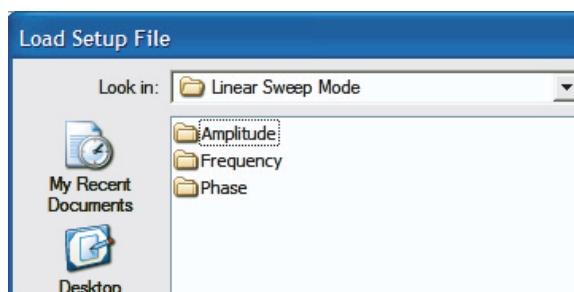 Load Setup File
Look in: Linear Sweep Mode
Amplitude
Frequency
Phase
My Recent
Documents
Desktop